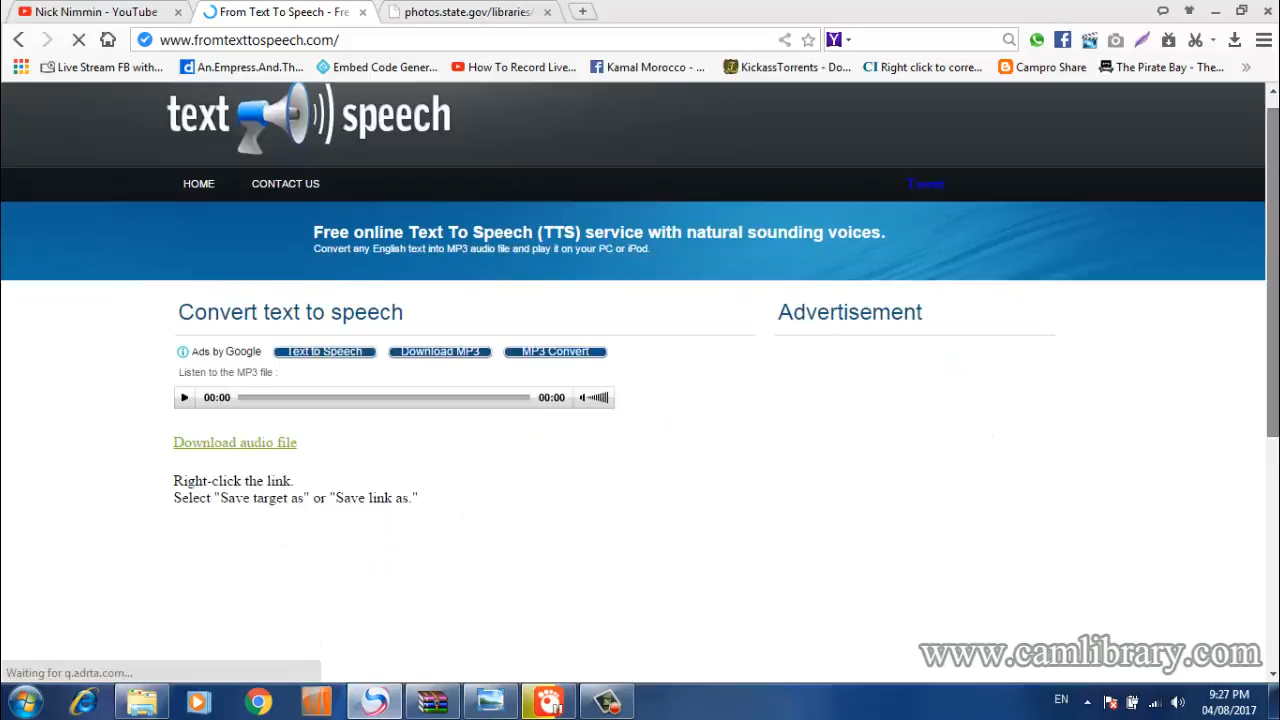 Nick Nimmin - YouTube
From Text To Speech - Fre
photos.state.gov/libraries/
www.fromtexttospeech.com/
Live Stream FB with...
An.Empress.And.Th...
Embed Code Gener...
How To Record Live...
Kamal Morocco - ...
KickassTorrents - Do...
CI Right click to corre...
Campro Share
The Pirate Bay - The...
text speech
HOME
CONTACT US
Tweet
Free online Text To Speech (TTS) service with natural sounding voices.
Convert any English text into MP3 audio file and play it on your PC or iPod.
Convert text to speech
Advertisement
Ads by Google
Text to Speech
Download MP3
MP3 Convert
Listen to the MP3 file :
00:00
00:00
Download audio file
Right-click the link.
Select "Save target as" or "Save link as."
www.camlibrary.com
Waiting for q.adrta.com...
EN
9:27 PM
04/08/2017